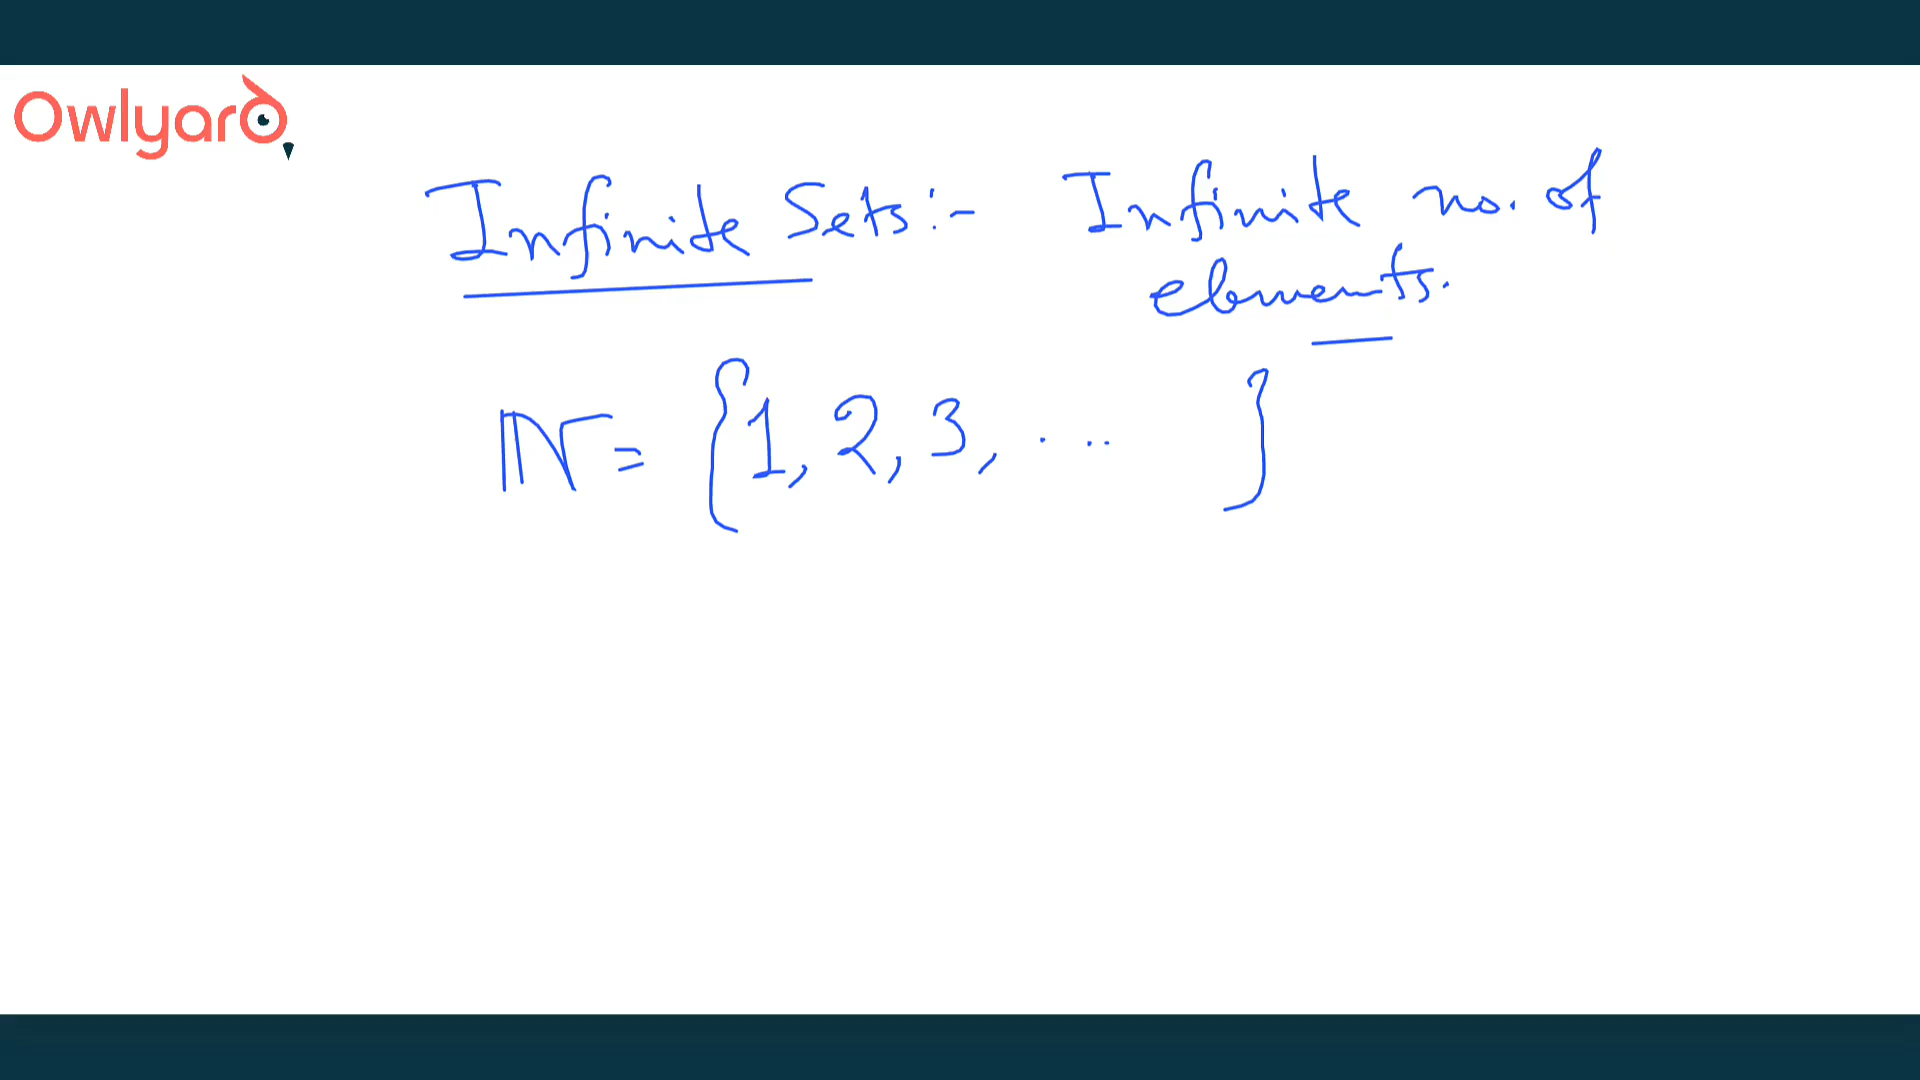 Owlyard
Infinite Sets:- Infinite no. of
elements.
ℕ = {1, 2, 3, ... }